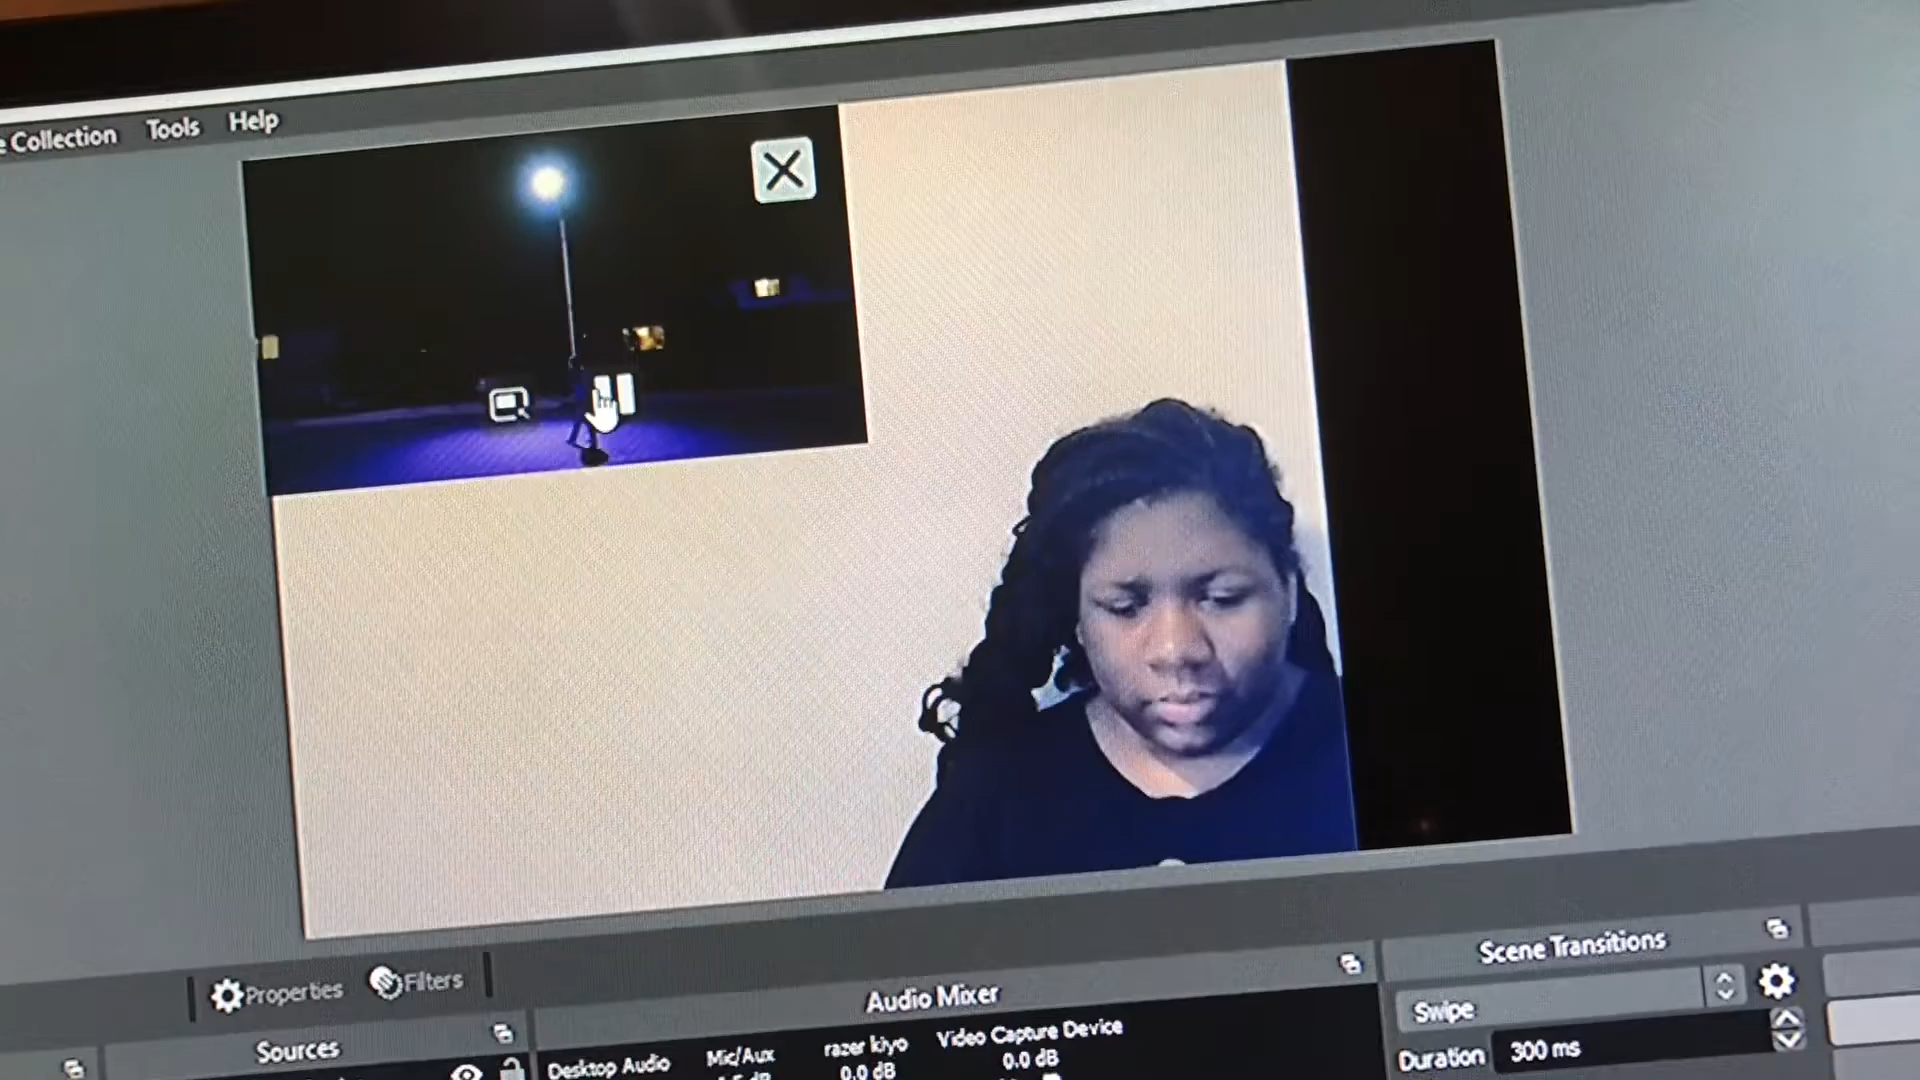 e Collection Tools Help
Properties Filters
Sources
Audio Mixer
Scene Transitions
Desktop Audio Mic/Aux razer kiyo Video Capture Device
0.0 dB 0.0 dB
Swipe
Duration 300 ms